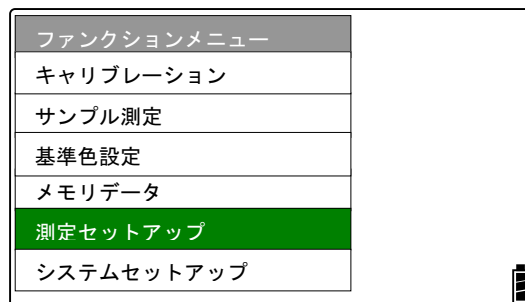 ファンクションメニュー
キャリブレーション
サンプル測定
基準色設定
メモリデータ
測定セットアップ
システムセットアップ